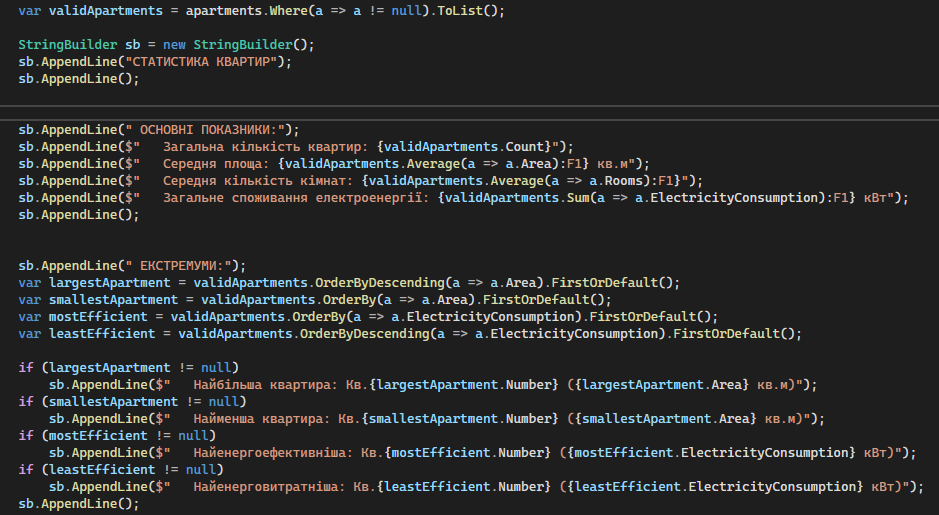 var validApartments = apartments.Where(a => a != null).ToList();
StringBuilder sb = new StringBuilder();
sb.AppendLine("СТАТИСТИКА КВАРТИР");
sb.AppendLine();
sb.AppendLine(" ОСНОВНІ ПОКАЗНИКИ:");
sb.AppendLine($"   Загальна кількість квартир: {validApartments.Count}");
sb.AppendLine($"   Середня площа: {validApartments.Average(a => a.Area):F1} кв.м");
sb.AppendLine($"   Середня кількість кімнат: {validApartments.Average(a => a.Rooms):F1}");
sb.AppendLine($"   Загальне споживання електроенергії: {validApartments.Sum(a => a.ElectricityConsumption):F1} кВт");
sb.AppendLine();
sb.AppendLine(" ЕКСТРЕМУМИ:");
var largestApartment = validApartments.OrderByDescending(a => a.Area).FirstOrDefault();
var smallestApartment = validApartments.OrderBy(a => a.Area).FirstOrDefault();
var mostEfficient = validApartments.OrderBy(a => a.ElectricityConsumption).FirstOrDefault();
var leastEfficient = validApartments.OrderByDescending(a => a.ElectricityConsumption).FirstOrDefault();
if (largestApartment != null)
    sb.AppendLine($"   Найбільша квартира: Кв.{largestApartment.Number} ({largestApartment.Area} кв.м)");
if (smallestApartment != null)
    sb.AppendLine($"   Найменша квартира: Кв.{smallestApartment.Number} ({smallestApartment.Area} кв.м)");
if (mostEfficient != null)
    sb.AppendLine($"   Найенергоефективніша: Кв.{mostEfficient.Number} ({mostEfficient.ElectricityConsumption} кВт)");
if (leastEfficient != null)
    sb.AppendLine($"   Найенерговитратніша: Кв.{leastEfficient.Number} ({leastEfficient.ElectricityConsumption} кВт)");
sb.AppendLine();